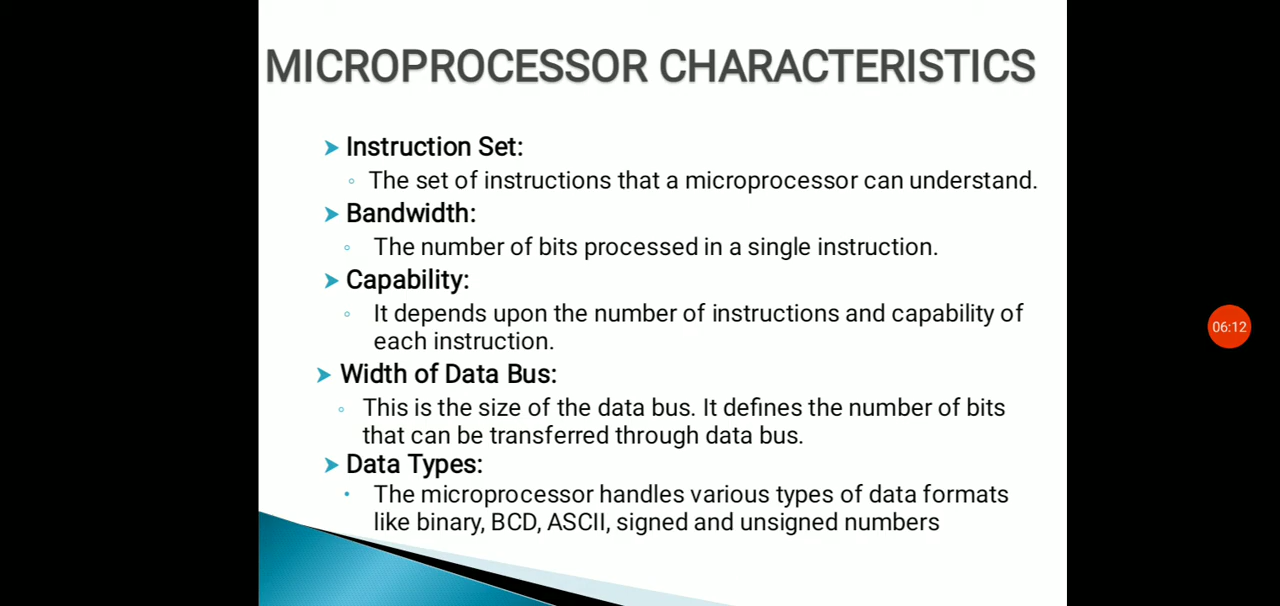 MICROPROCESSOR CHARACTERISTICS
Instruction Set:
The set of instructions that a microprocessor can understand.
Bandwidth:
The number of bits processed in a single instruction.
Capability:
It depends upon the number of instructions and capability of
each instruction.
Width of Data Bus:
This is the size of the data bus. It defines the number of bits
that can be transferred through data bus.
Data Types:
The microprocessor handles various types of data formats
like binary, BCD, ASCII, signed and unsigned numbers
06:12